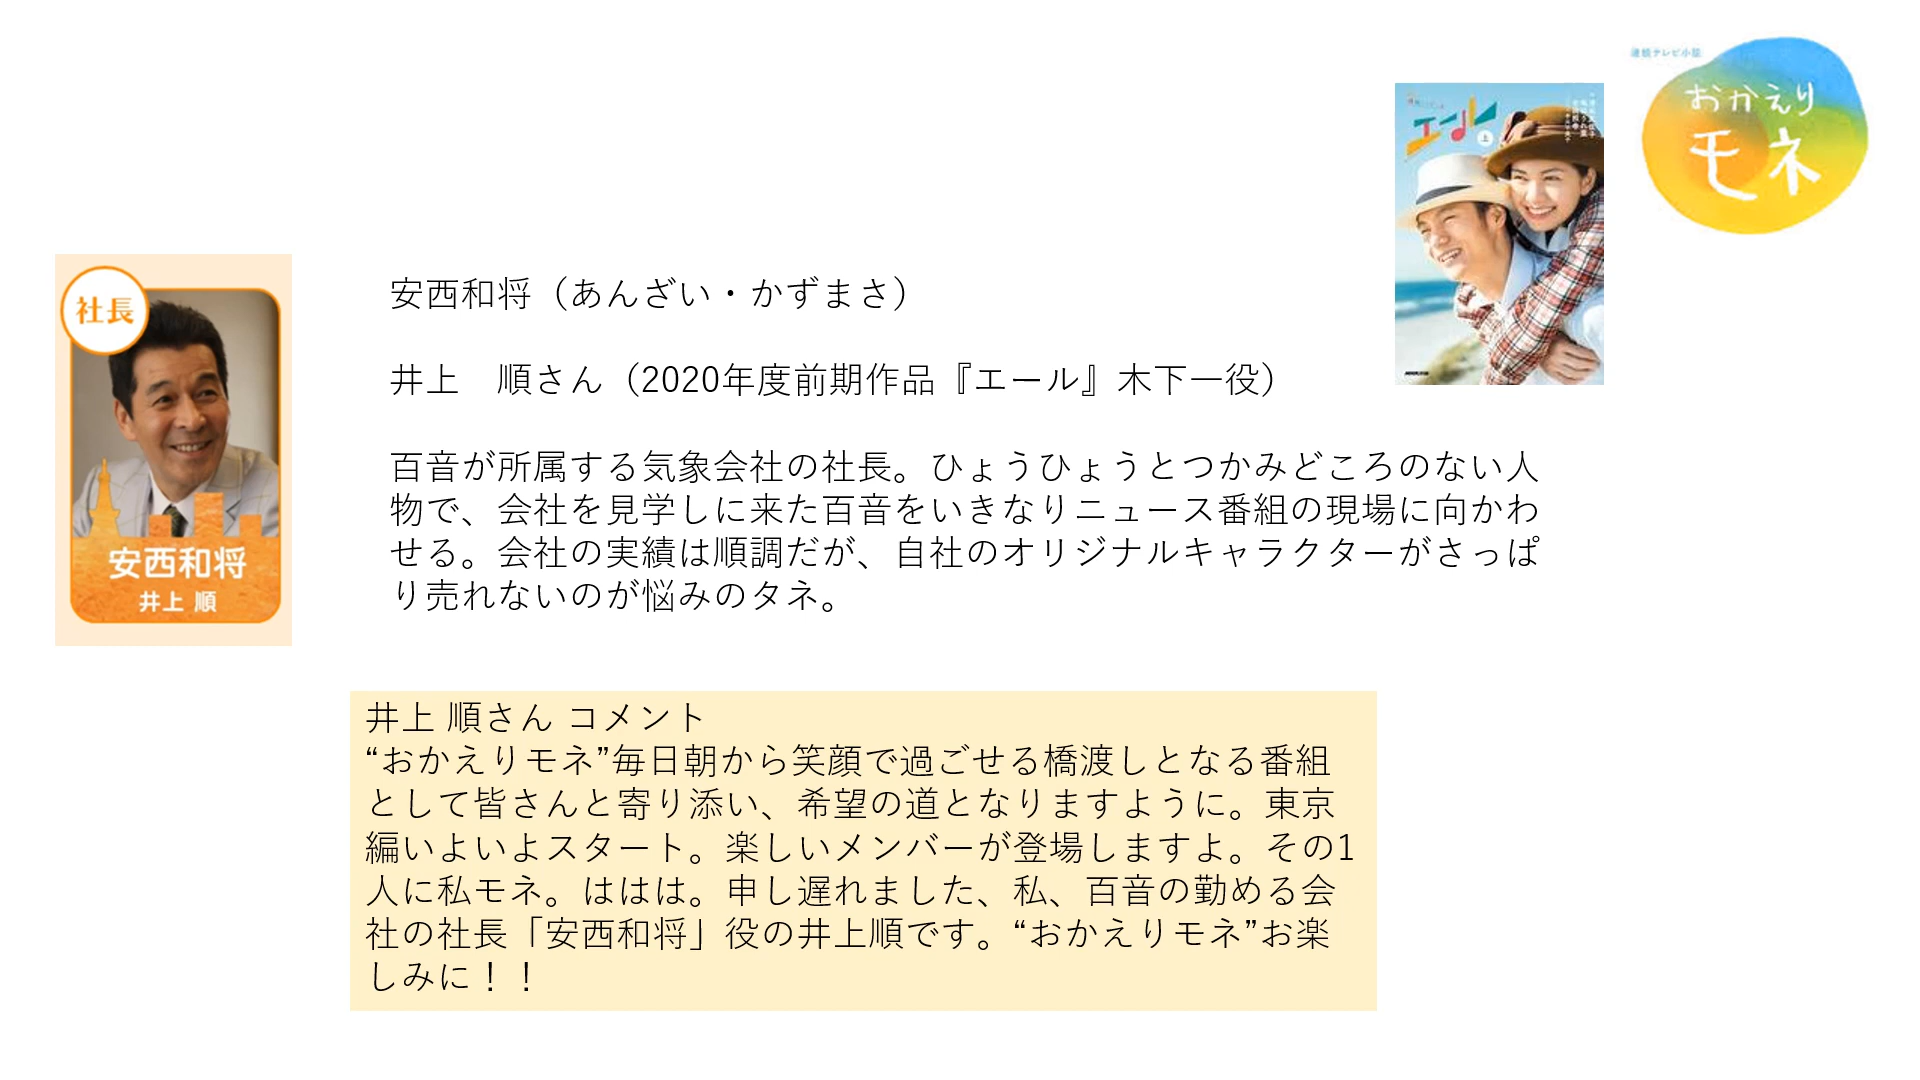 連続テレビ小説
おかえり
モネ
エール
上
社長
安西和将
井上 順
安西和将（あんざい・かずまさ）
井上　順さん（2020年度前期作品『エール』木下一役）
百音が所属する気象会社の社長。ひょうひょうとつかみどころのない人
物で、会社を見学しに来た百音をいきなりニュース番組の現場に向かわ
せる。会社の実績は順調だが、自社のオリジナルキャラクターがさっぱ
り売れないのが悩みのタネ。
井上 順さん コメント
“おかえりモネ”毎日朝から笑顔で過ごせる橋渡しとなる番組
として皆さんと寄り添い、希望の道となりますように。東京
編いよいよスタート。楽しいメンバーが登場しますよ。その1
人に私モネ。ははは。申し遅れました、私、百音の勤める会
社の社長「安西和将」役の井上順です。“おかえりモネ”お楽
しみに！！